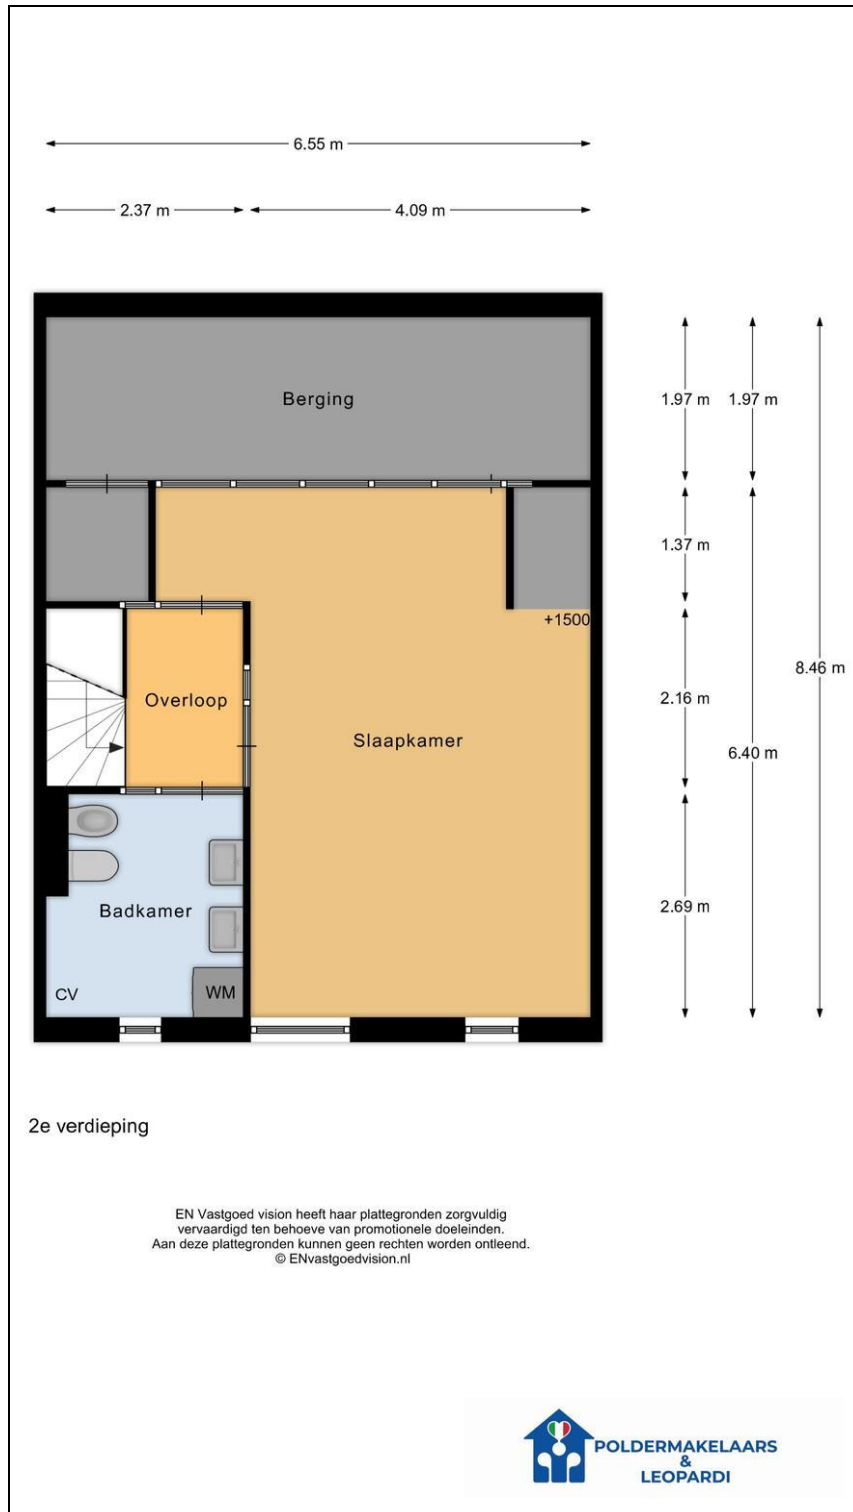 6.55 m
2.37 m
4.09 m
Berging
1.97 m
1.97 m
1.37 m
+1500
8.46 m
Overloop
2.16 m
Slaapkamer
6.40 m
Badkamer
2.69 m
CV
WM
2e verdieping
EN Vastgoed vision heeft haar plattegronden zorgvuldig
vervaardigd ten behoeve van promotionele doeleinden.
Aan deze plattegronden kunnen geen rechten worden ontleend.
© ENvastgoedvision.nl
POLDERMAKELAARS
&
LEOPARDI